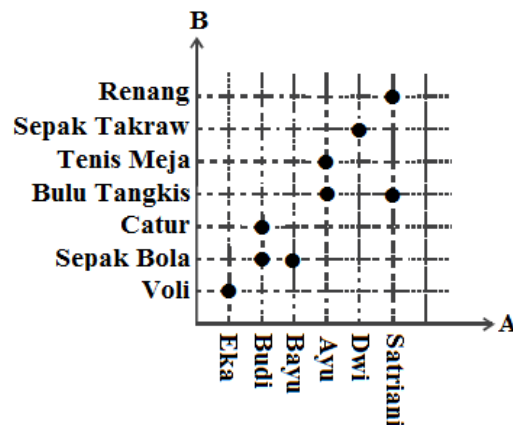 B
Renang
Sepak Takraw
Tenis Meja
Bulu Tangkis
Catur
Sepak Bola
Voli
A
Eka
Budi
Bayu
Ayu
Dwi
Satriani